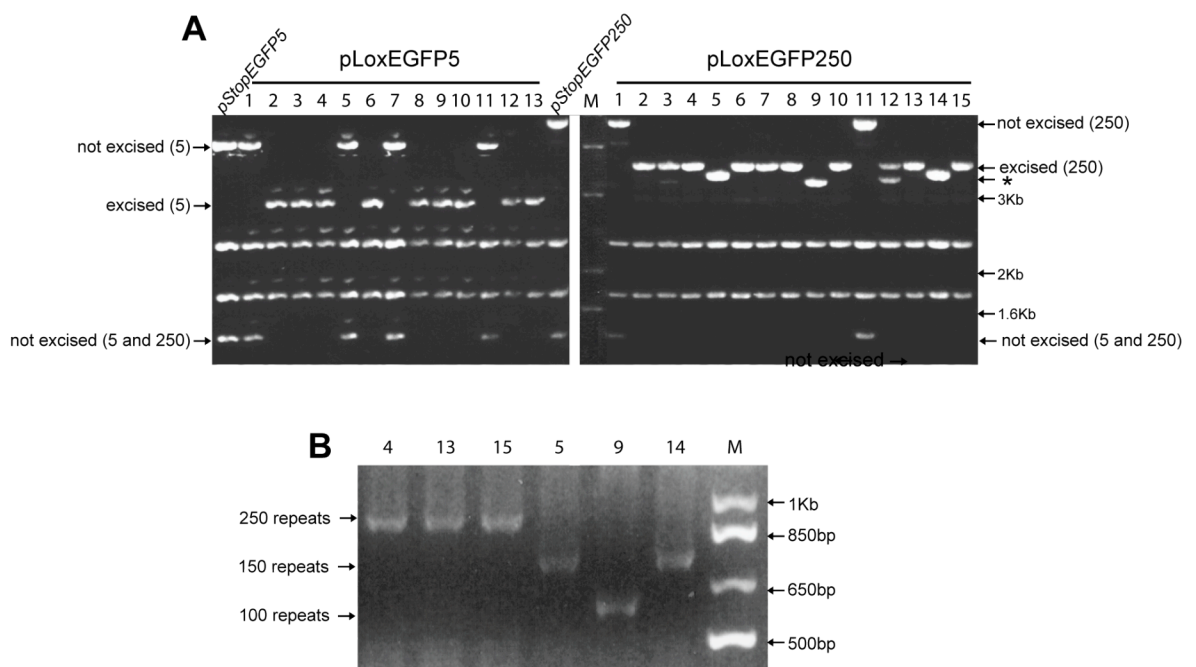 A
pStopEGFP5
pLoxEGFP5
pStopEGFP250
pLoxEGFP250
1 2 3 4 5 6 7 8 9 10 11 12 13
M 1 2 3 4 5 6 7 8 9 10 11 12 13 14 15
not excised (5)
excised (5)
not excised (5 and 250)
not excised (250)
excised (250)
*
3Kb
2Kb
1.6Kb
not excised (5 and 250)
not excised
B
4 13 15 5 9 14 M
250 repeats
150 repeats
100 repeats
1Kb
850bp
650bp
500bp